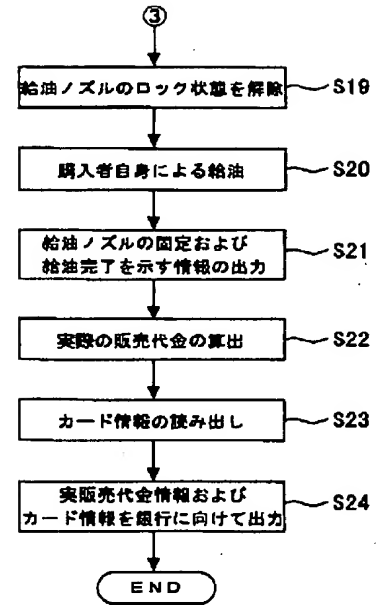 ③
給油ノズルのロック状態を解除 S19
購入者自身による給油 S20
給油ノズルの固定および
給油完了を示す情報の出力 S21
実際の販売代金の算出 S22
カード情報の読み出し S23
実販売代金情報および
カード情報を銀行に向けて出力 S24
END